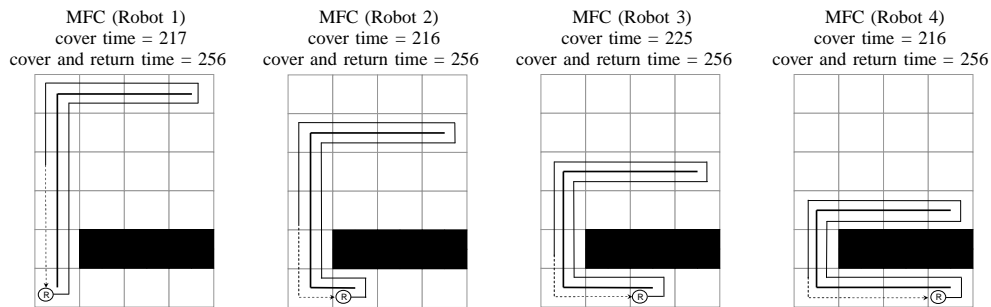 MFC (Robot 1)
cover time = 217
cover and return time = 256
MFC (Robot 2)
cover time = 216
cover and return time = 256
MFC (Robot 3)
cover time = 225
cover and return time = 256
MFC (Robot 4)
cover time = 216
cover and return time = 256
R
R
R
R